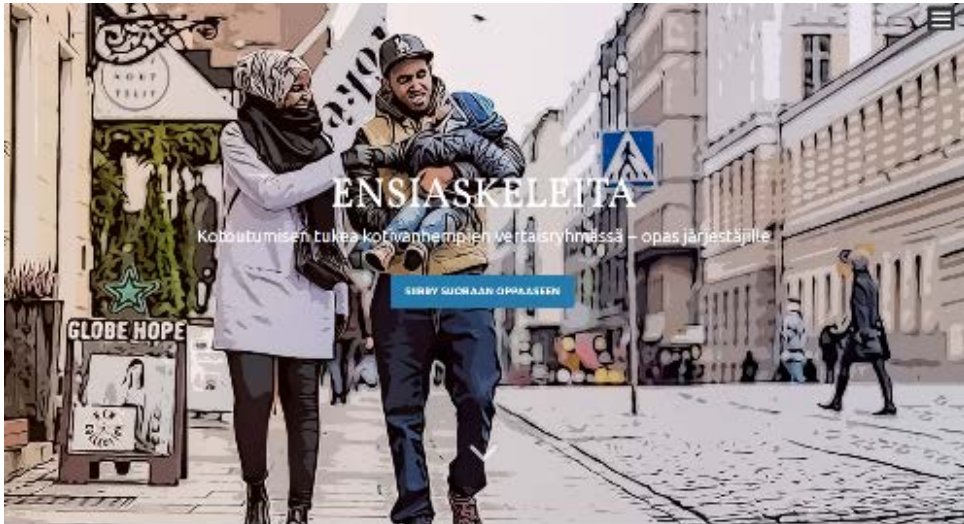 ENSIASKELEITA
Kotoutumisen tukea kotivanhempien vertaisryhmässä – opas järjestäjille
SIIRRY SUORAAN OPPAASEEN
GLOBE HOPE